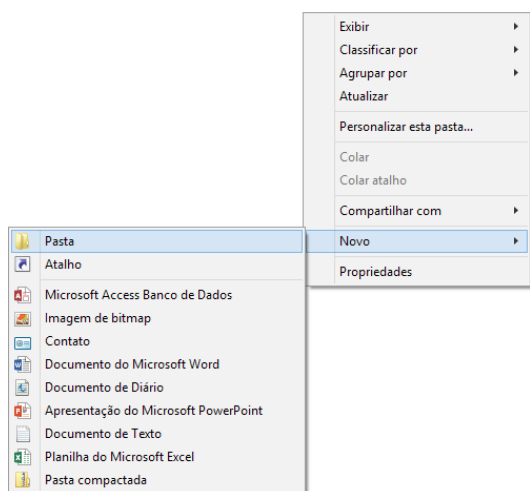 Exibir
Classificar por
Agrupar por
Atualizar
Personalizar esta pasta...
Colar
Colar atalho
Compartilhar com
Novo
Propriedades
Pasta
Atalho
Microsoft Access Banco de Dados
Imagem de bitmap
Contato
Documento do Microsoft Word
Documento de Diário
Apresentação do Microsoft PowerPoint
Documento de Texto
Planilha do Microsoft Excel
Pasta compactada